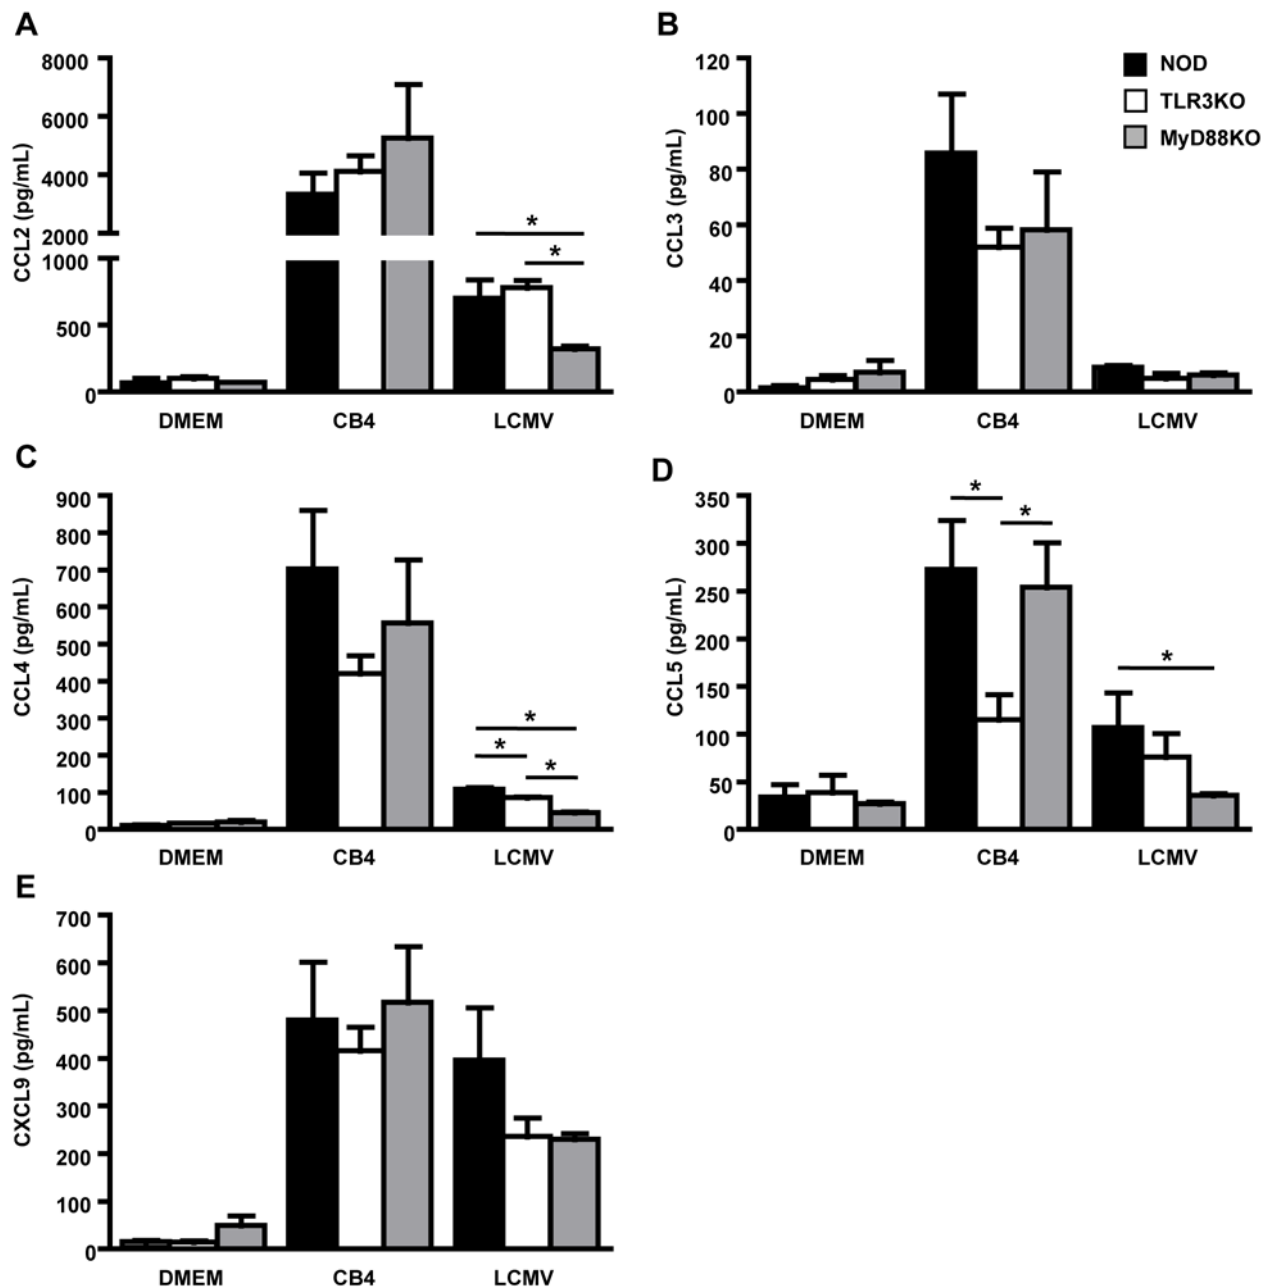 A
8000
6000
4000
2000
1000
500
0
CCL2 (pg/mL)
*
*
DMEM CB4 LCMV
B
120
100
80
60
40
20
0
CCL3 (pg/mL)
NOD
TLR3KO
MyD88KO
DMEM CB4 LCMV
C
900
800
700
600
500
400
300
200
100
0
CCL4 (pg/mL)
*
*
*
DMEM CB4 LCMV
D
350
300
250
200
150
100
50
0
CCL5 (pg/mL)
*
*
*
DMEM CB4 LCMV
E
700
600
500
400
300
200
100
0
CXCL9 (pg/mL)
DMEM CB4 LCMV